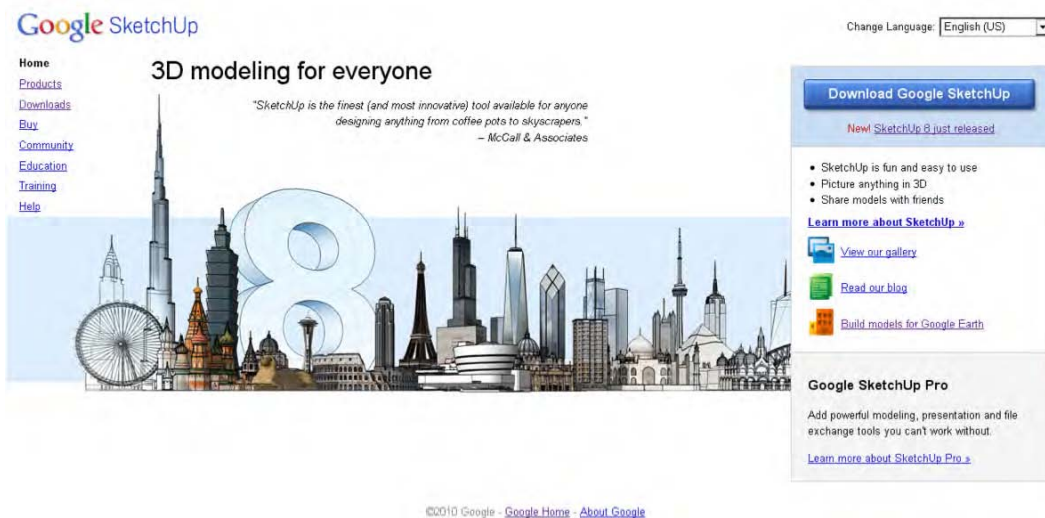 Google SketchUp
Change Language: English (US)
Home
Products
Downloads
Buy
Community
Education
Training
Help
3D modeling for everyone
"SketchUp is the finest (and most innovative) tool available for anyone
designing anything from coffee pots to skyscrapers."
– McCall & Associates
8
Download Google SketchUp
New! SketchUp 8 just released
• SketchUp is fun and easy to use
• Picture anything in 3D
• Share models with friends
Learn more about SketchUp »
View our gallery
Read our blog
Build models for Google Earth
Google SketchUp Pro
Add powerful modeling, presentation and file
exchange tools you can't work without.
Learn more about SketchUp Pro »
©2010 Google - Google Home - About Google